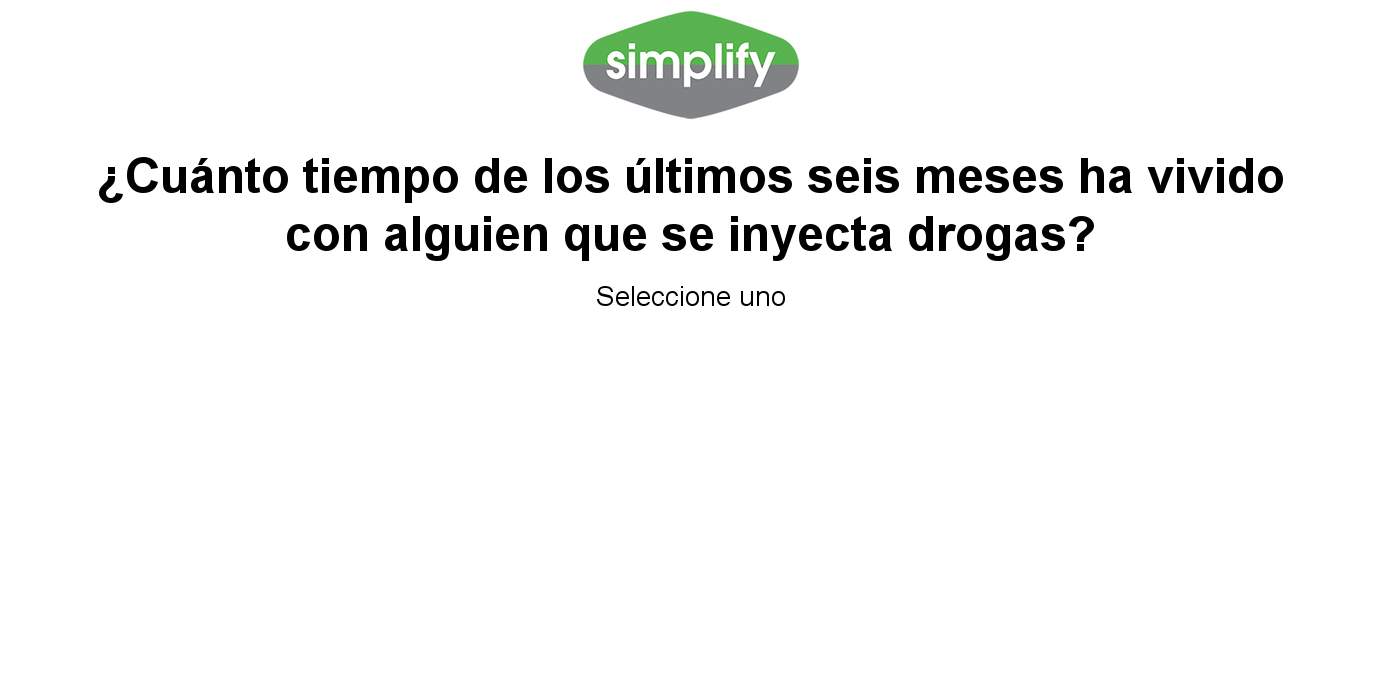 simplify
¿Cuánto tiempo de los últimos seis meses ha vivido
con alguien que se inyecta drogas?
Seleccione uno